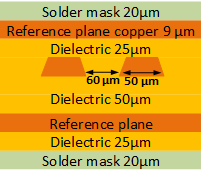 Solder mask 20µm
Reference plane copper 9 µm
Dielectric 25µm
60 µm 50 µm
Dielectric 50µm
Reference plane
Dielectric 25µm
Solder mask 20µm